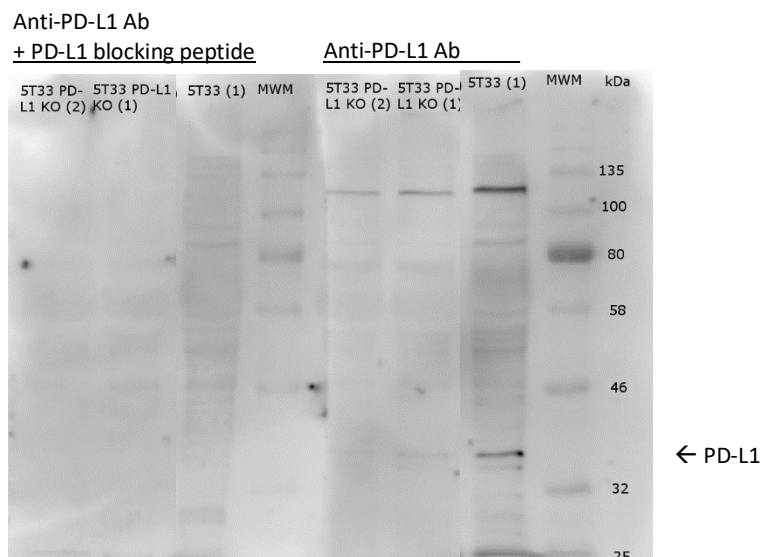 Anti-PD-L1 Ab
+ PD-L1 blocking peptide
Anti-PD-L1 Ab
5T33 PD-
L1 KO (2)
5T33 PD-L1
KO (1)
5T33 (1)
MWM
5T33 PD-
L1 KO (2)
5T33 PD-
L1 KO (1)
5T33 (1)
MWM
kDa
135
100
80
58
46
← PD-L1
32
25